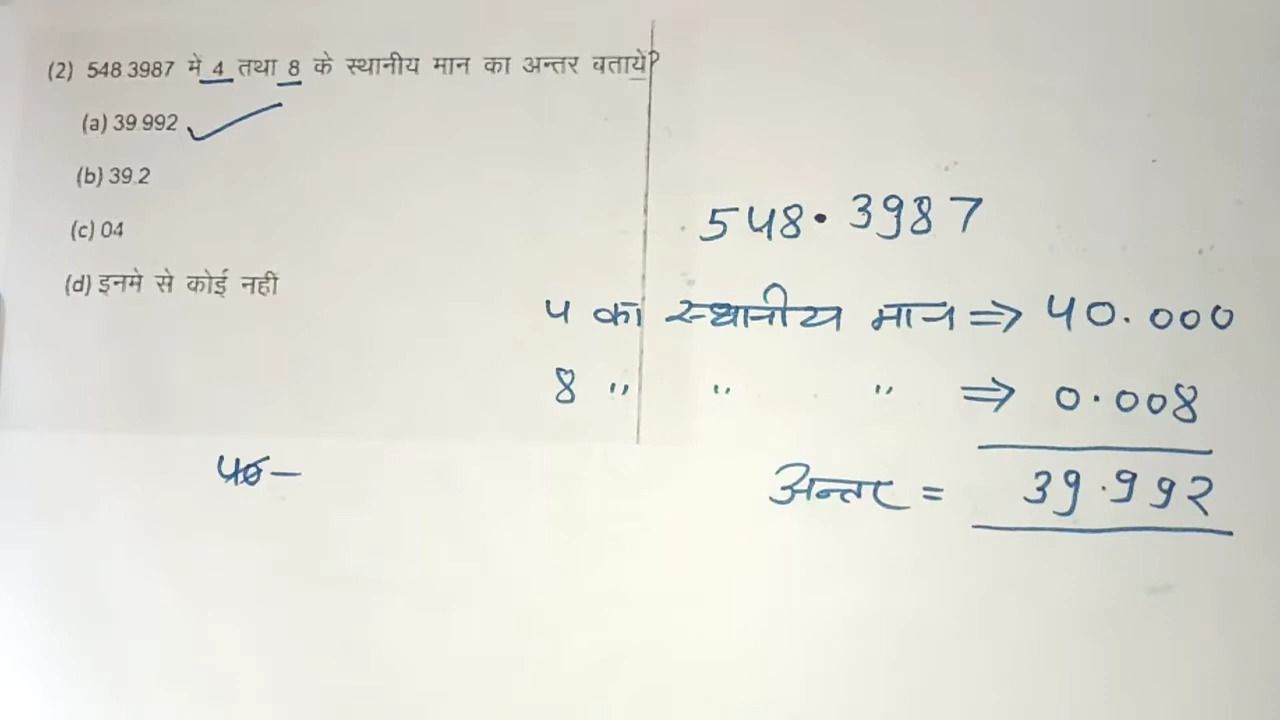 (2) 548.3987 में 4 तथा 8 के स्थानीय मान का अन्तर बताये?
(a) 39.992
(b) 39.2
(c) 04
(d) इनमे से कोई नही
548.3987
4 का स्थानीय मान ⇒ 40.000
8 " " " ⇒ 0.008
अन्तर = 39.992